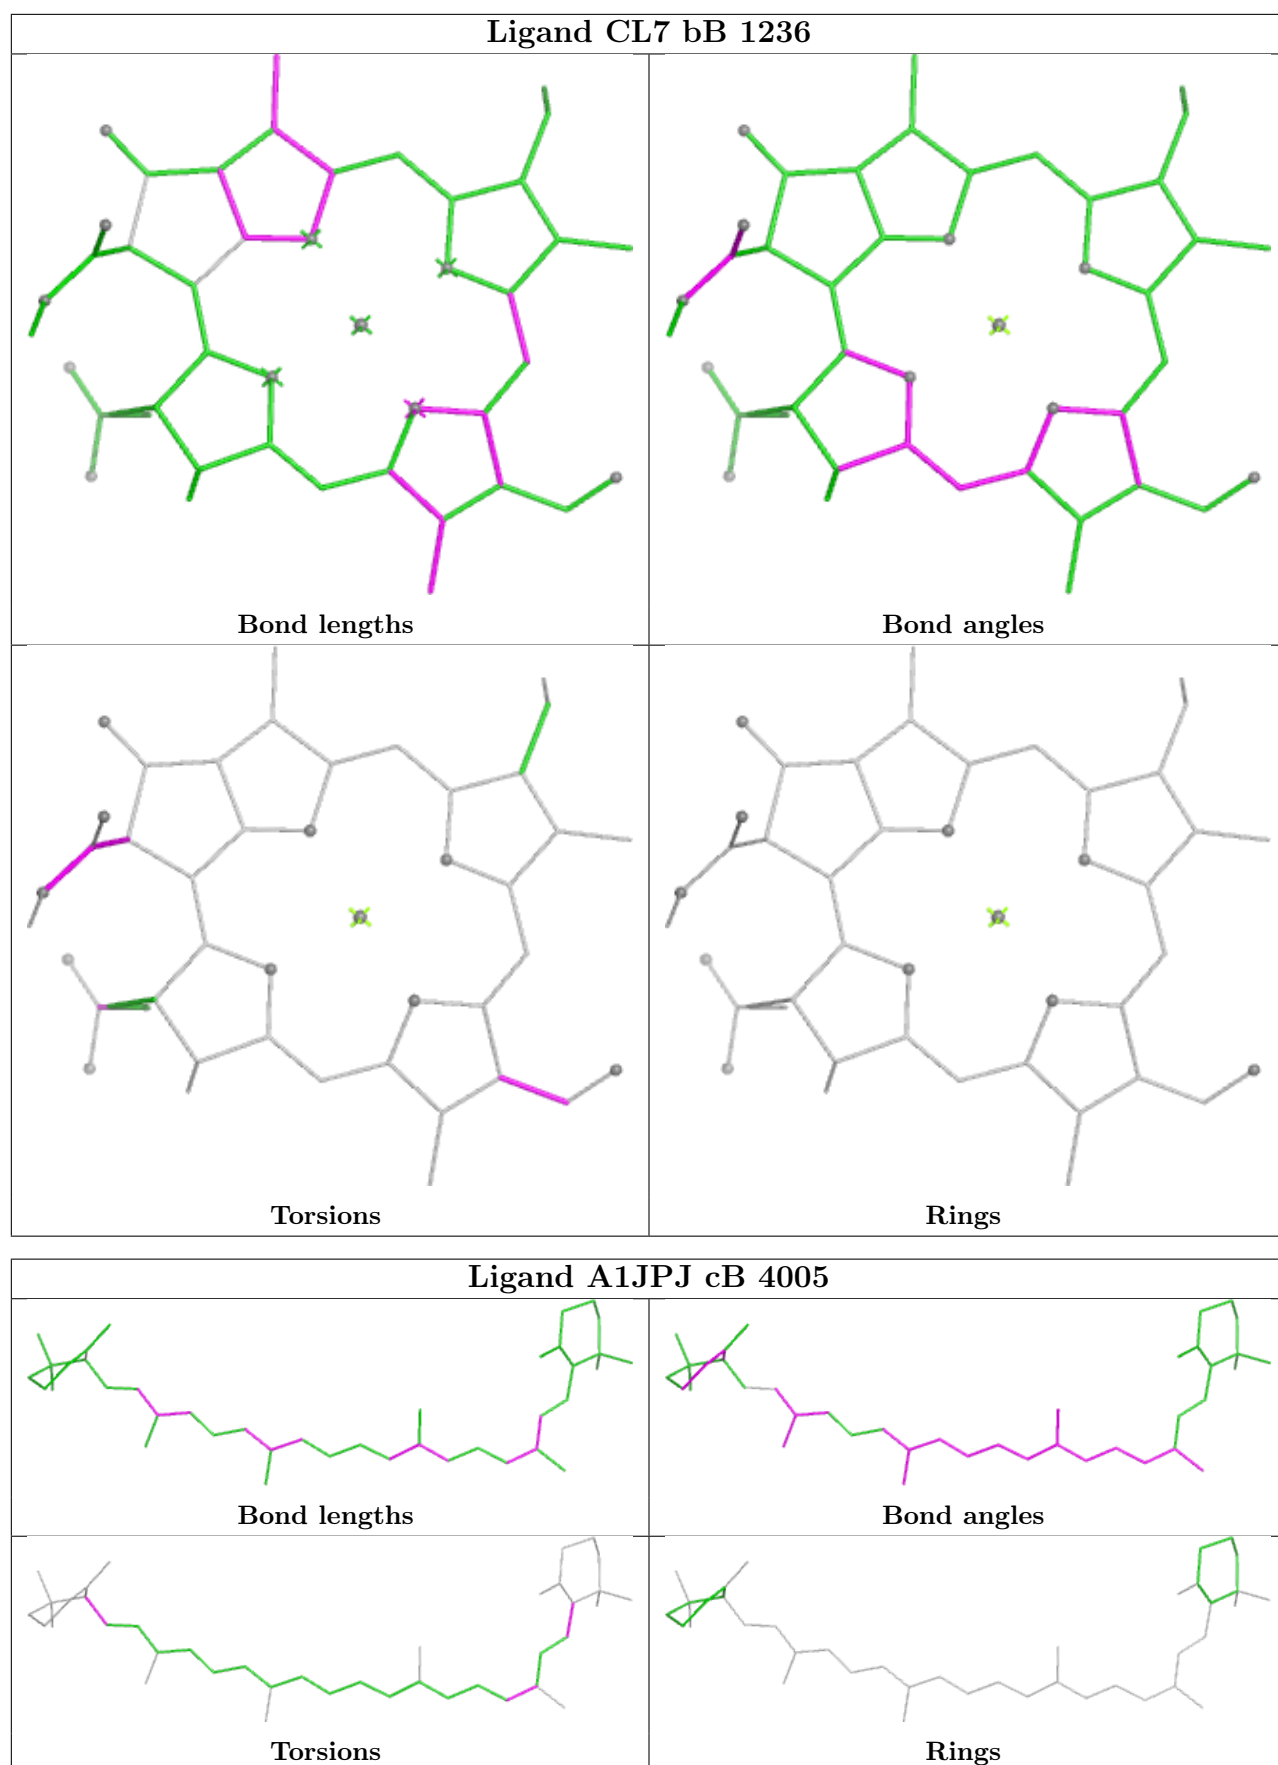 Ligand CL7 bB 1236
Bond lengths
Bond angles
Torsions
Rings
Ligand A1JPJ cB 4005
Bond lengths
Bond angles
Torsions
Rings